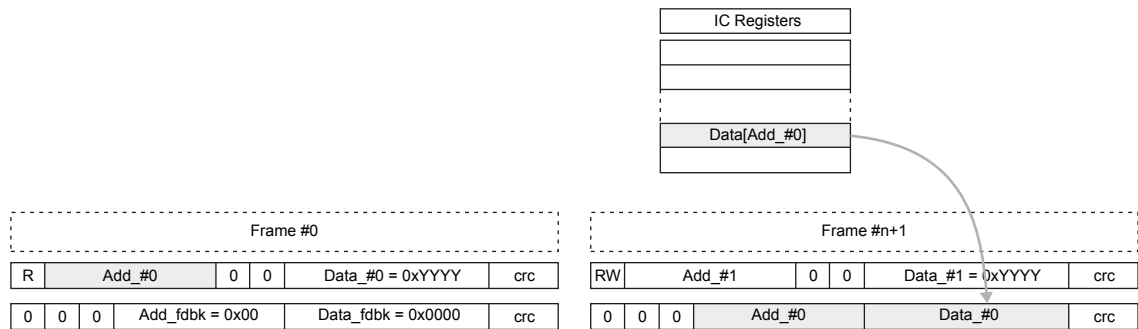 IC Registers
Data[Add_#0]
Frame #0
Frame #n+1
R Add_#0 0 0 Data_#0 = 0xYYYY crc
RW Add_#1 0 0 Data_#1 = 0xYYYY crc
0 0 0 Add_fdbk = 0x00 Data_fdbk = 0x0000 crc
0 0 0 Add_#0 Data_#0 crc